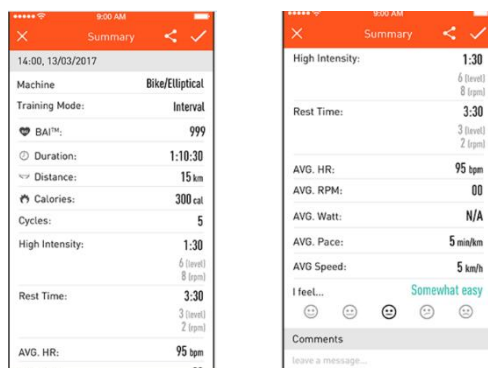 9:00 AM
Summary
14:00, 13/03/2017
Machine Bike/Elliptical
Training Mode: Interval
BAI™: 999
Duration: 1:10:30
Distance: 15 km
Calories: 300 cal
Cycles: 5
High Intensity: 1:30
6 (level)
8 (rpm)
Rest Time: 3:30
3 (level)
2 (rpm)
AVG. HR: 95 bpm
9:00 AM
Summary
High Intensity: 1:30
6 (level)
8 (rpm)
Rest Time: 3:30
3 (level)
2 (rpm)
AVG. HR: 95 bpm
AVG. RPM: 00
AVG. Watt: N/A
AVG. Pace: 5 min/km
AVG Speed: 5 km/h
I feel... Somewhat easy
Comments
leave a message...